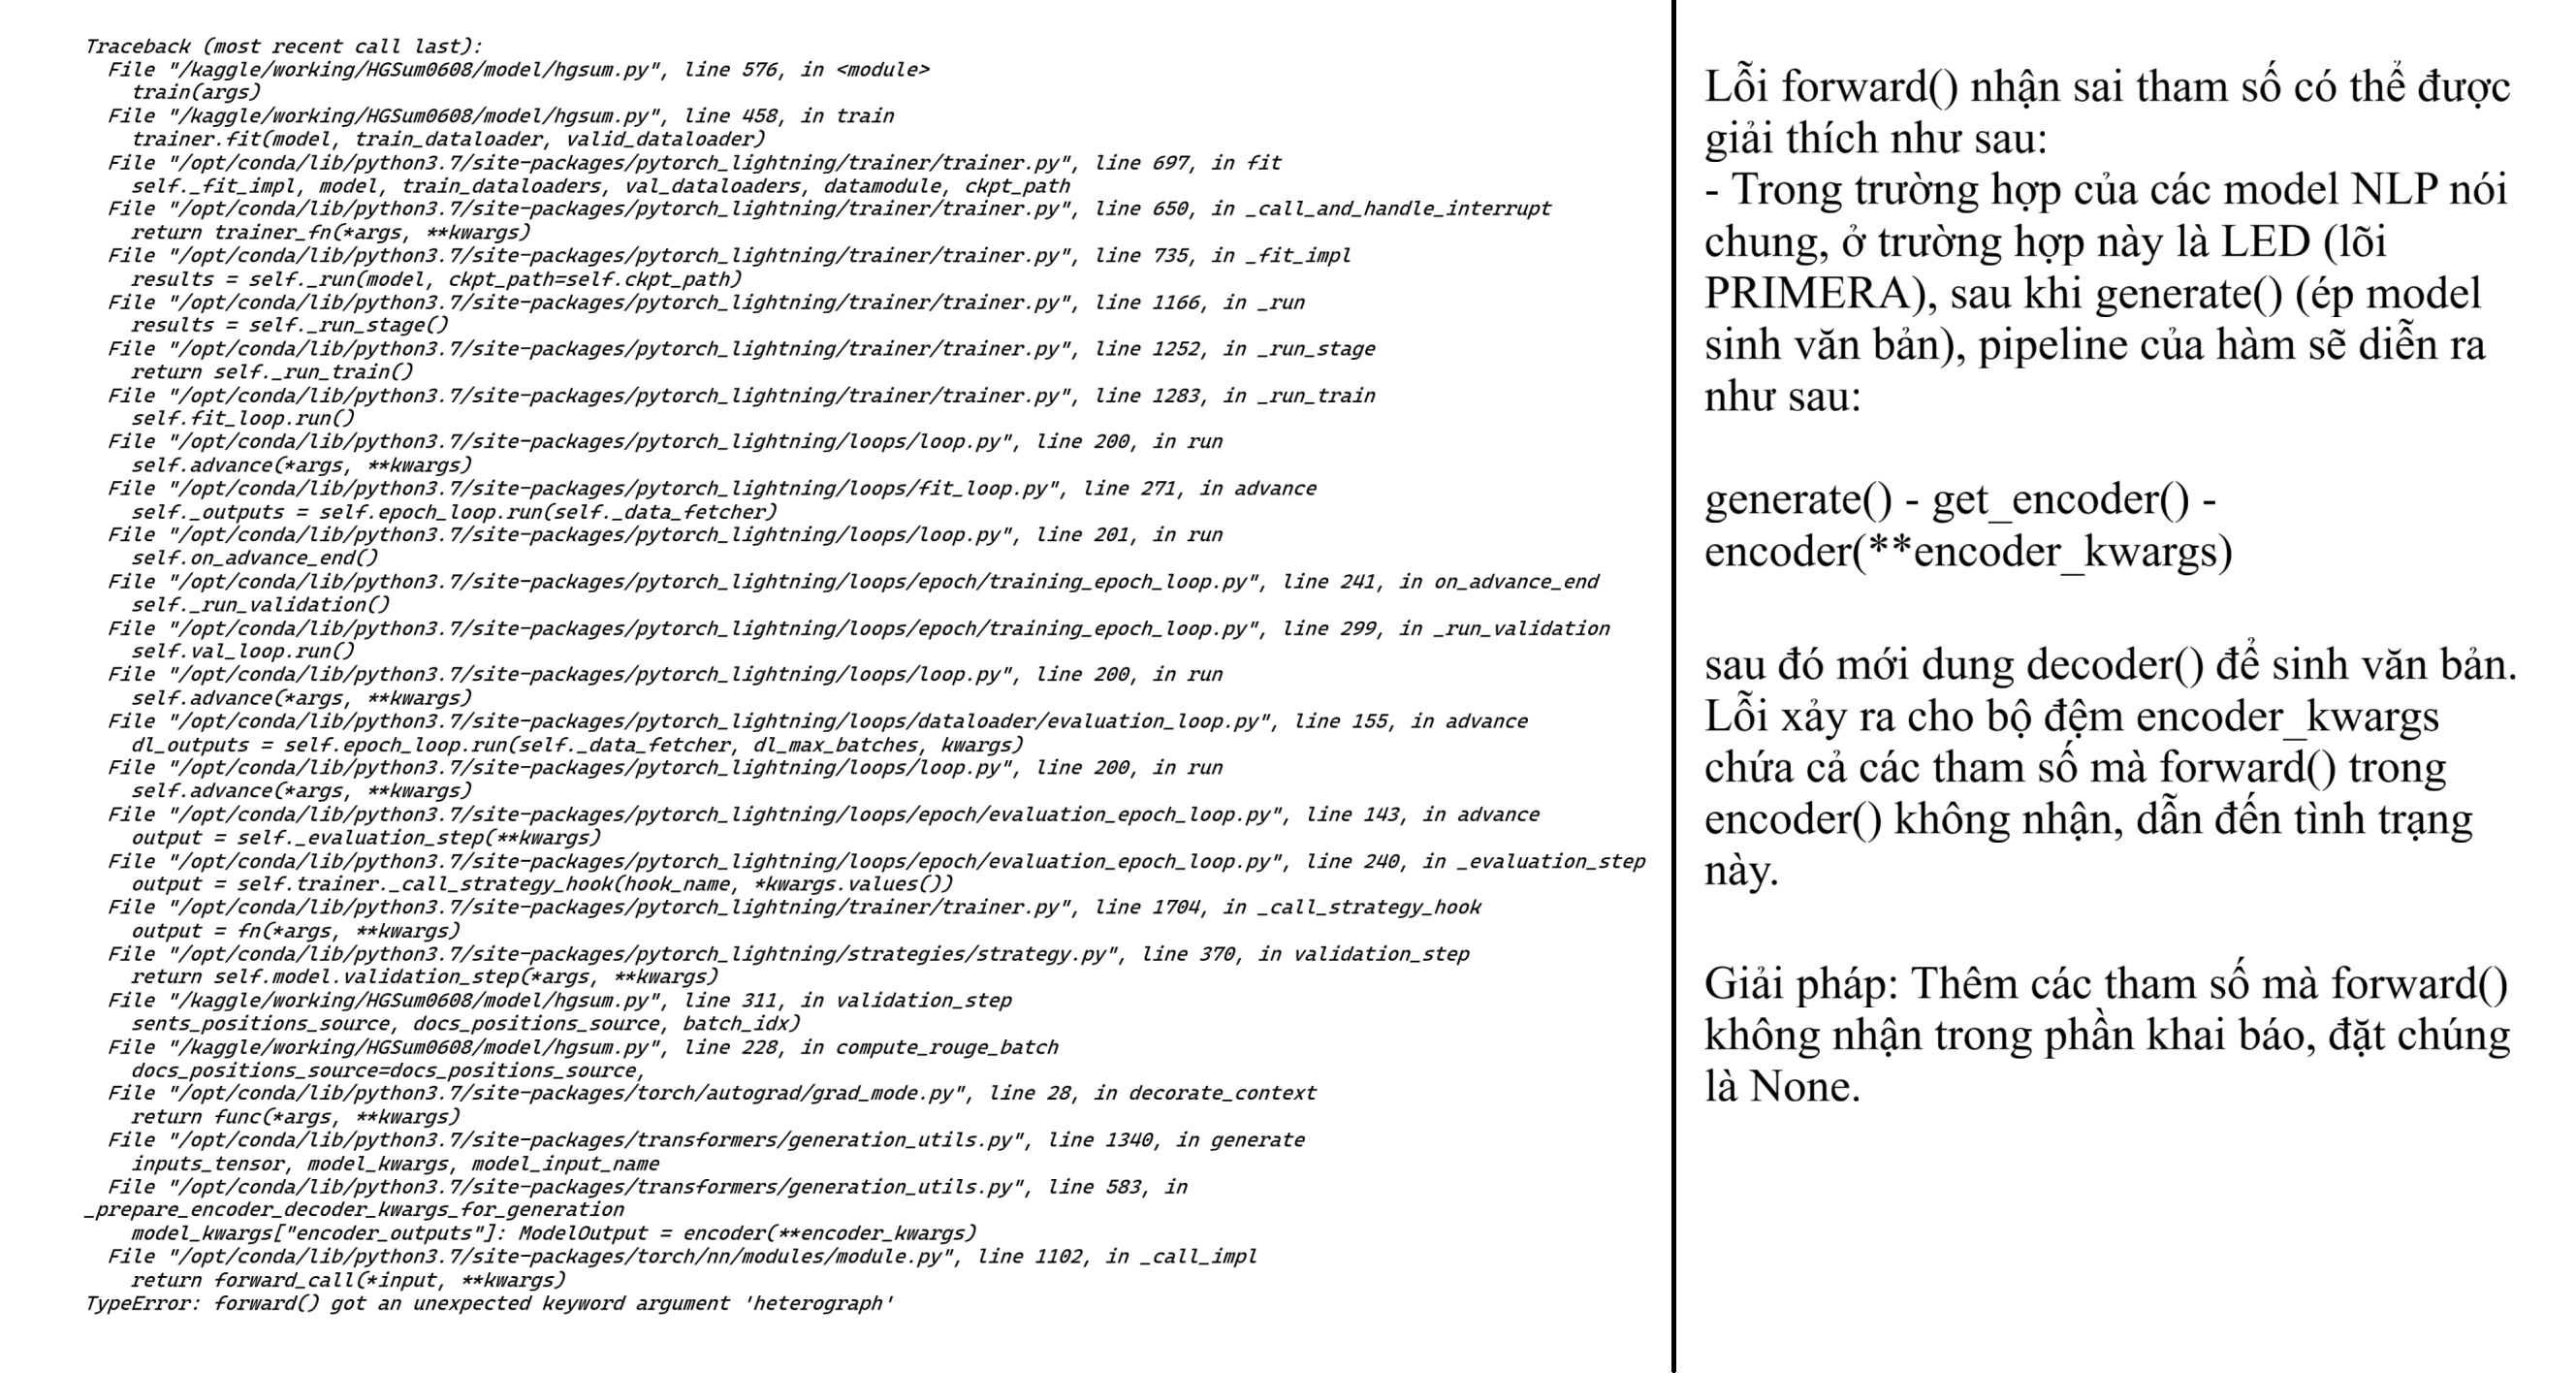 Traceback (most recent call last):
File "/kaggle/working/HGSum0608/model/hgsum.py", line 576, in <module>
train(args)
File "/kaggle/working/HGSum0608/model/hgsum.py", line 458, in train
trainer.fit(model, train_dataloader, valid_dataloader)
File "/opt/conda/lib/python3.7/site-packages/pytorch_lightning/trainer/trainer.py", line 697, in fit
self._fit_impl, model, train_dataloaders, val_dataloaders, datamodule, ckpt_path
File "/opt/conda/lib/python3.7/site-packages/pytorch_lightning/trainer/trainer.py", line 650, in _call_and_handle_interrupt
return trainer_fn(*args, **kwargs)
File "/opt/conda/lib/python3.7/site-packages/pytorch_lightning/trainer/trainer.py", line 735, in _fit_impl
results = self._run(model, ckpt_path=self.ckpt_path)
File "/opt/conda/lib/python3.7/site-packages/pytorch_lightning/trainer/trainer.py", line 1166, in _run
results = self._run_stage()
File "/opt/conda/lib/python3.7/site-packages/pytorch_lightning/trainer/trainer.py", line 1252, in _run_stage
return self._run_train()
File "/opt/conda/lib/python3.7/site-packages/pytorch_lightning/trainer/trainer.py", line 1283, in _run_train
self.fit_loop.run()
File "/opt/conda/lib/python3.7/site-packages/pytorch_lightning/loops/loop.py", line 200, in run
self.advance(*args, **kwargs)
File "/opt/conda/lib/python3.7/site-packages/pytorch_lightning/loops/fit_loop.py", line 271, in advance
self._outputs = self.epoch_loop.run(self._data_fetcher)
File "/opt/conda/lib/python3.7/site-packages/pytorch_lightning/loops/loop.py", line 201, in run
self.on_advance_end()
File "/opt/conda/lib/python3.7/site-packages/pytorch_lightning/loops/epoch/training_epoch_loop.py", line 241, in on_advance_end
self._run_validation()
File "/opt/conda/lib/python3.7/site-packages/pytorch_lightning/loops/epoch/training_epoch_loop.py", line 299, in _run_validation
self.val_loop.run()
File "/opt/conda/lib/python3.7/site-packages/pytorch_lightning/loops/loop.py", line 200, in run
self.advance(*args, **kwargs)
File "/opt/conda/lib/python3.7/site-packages/pytorch_lightning/loops/dataloader/evaluation_loop.py", line 155, in advance
dl_outputs = self.epoch_loop.run(self._data_fetcher, dl_max_batches, kwargs)
File "/opt/conda/lib/python3.7/site-packages/pytorch_lightning/loops/loop.py", line 200, in run
self.advance(*args, **kwargs)
File "/opt/conda/lib/python3.7/site-packages/pytorch_lightning/loops/epoch/evaluation_epoch_loop.py", line 143, in advance
output = self._evaluation_step(**kwargs)
File "/opt/conda/lib/python3.7/site-packages/pytorch_lightning/loops/epoch/evaluation_epoch_loop.py", line 240, in _evaluation_step
output = self.trainer._call_strategy_hook(hook_name, *kwargs.values())
File "/opt/conda/lib/python3.7/site-packages/pytorch_lightning/trainer/trainer.py", line 1704, in _call_strategy_hook
output = fn(*args, **kwargs)
File "/opt/conda/lib/python3.7/site-packages/pytorch_lightning/strategies/strategy.py", line 370, in validation_step
return self.model.validation_step(*args, **kwargs)
File "/kaggle/working/HGSum0608/model/hgsum.py", line 311, in validation_step
sents_positions_source, docs_positions_source, batch_idx)
File "/kaggle/working/HGSum0608/model/hgsum.py", line 228, in compute_rouge_batch
docs_positions_source=docs_positions_source,
File "/opt/conda/lib/python3.7/site-packages/torch/autograd/grad_mode.py", line 28, in decorate_context
return func(*args, **kwargs)
File "/opt/conda/lib/python3.7/site-packages/transformers/generation_utils.py", line 1340, in generate
inputs_tensor, model_kwargs, model_input_name
File "/opt/conda/lib/python3.7/site-packages/transformers/generation_utils.py", line 583, in
_prepare_encoder_decoder_kwargs_for_generation
model_kwargs["encoder_outputs"]: ModelOutput = encoder(**encoder_kwargs)
File "/opt/conda/lib/python3.7/site-packages/torch/nn/modules/module.py", line 1102, in _call_impl
return forward_call(*input, **kwargs)
TypeError: forward() got an unexpected keyword argument 'heterograph'
Lỗi forward() nhận sai tham số có thể được
giải thích như sau:
- Trong trường hợp của các model NLP nói
chung, ở trường hợp này là LED (lõi
PRIMERA), sau khi generate() (ép model
sinh văn bản), pipeline của hàm sẽ diễn ra
như sau:
generate() - get_encoder() -
encoder(**encoder_kwargs)
sau đó mới dung decoder() để sinh văn bản.
Lỗi xảy ra cho bộ đệm encoder_kwargs
chứa cả các tham số mà forward() trong
encoder() không nhận, dẫn đến tình trạng
này.
Giải pháp: Thêm các tham số mà forward()
không nhận trong phần khai báo, đặt chúng
là None.